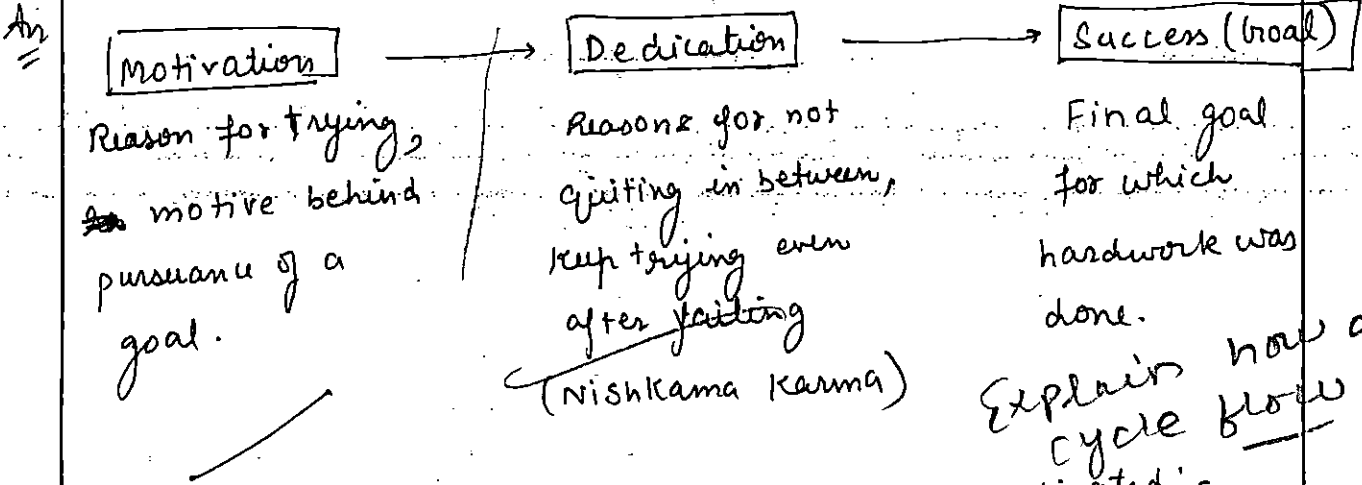 An
Motivation → Dedication → Success (Goal)
Reason for trying,
motive behind
pursuance of a
goal.
Reasons for not
quiting in between,
keep trying even
after failing
(Nishkama Karma)
Final goal
for which
hardwork was
done.
Explain how
cycle flow